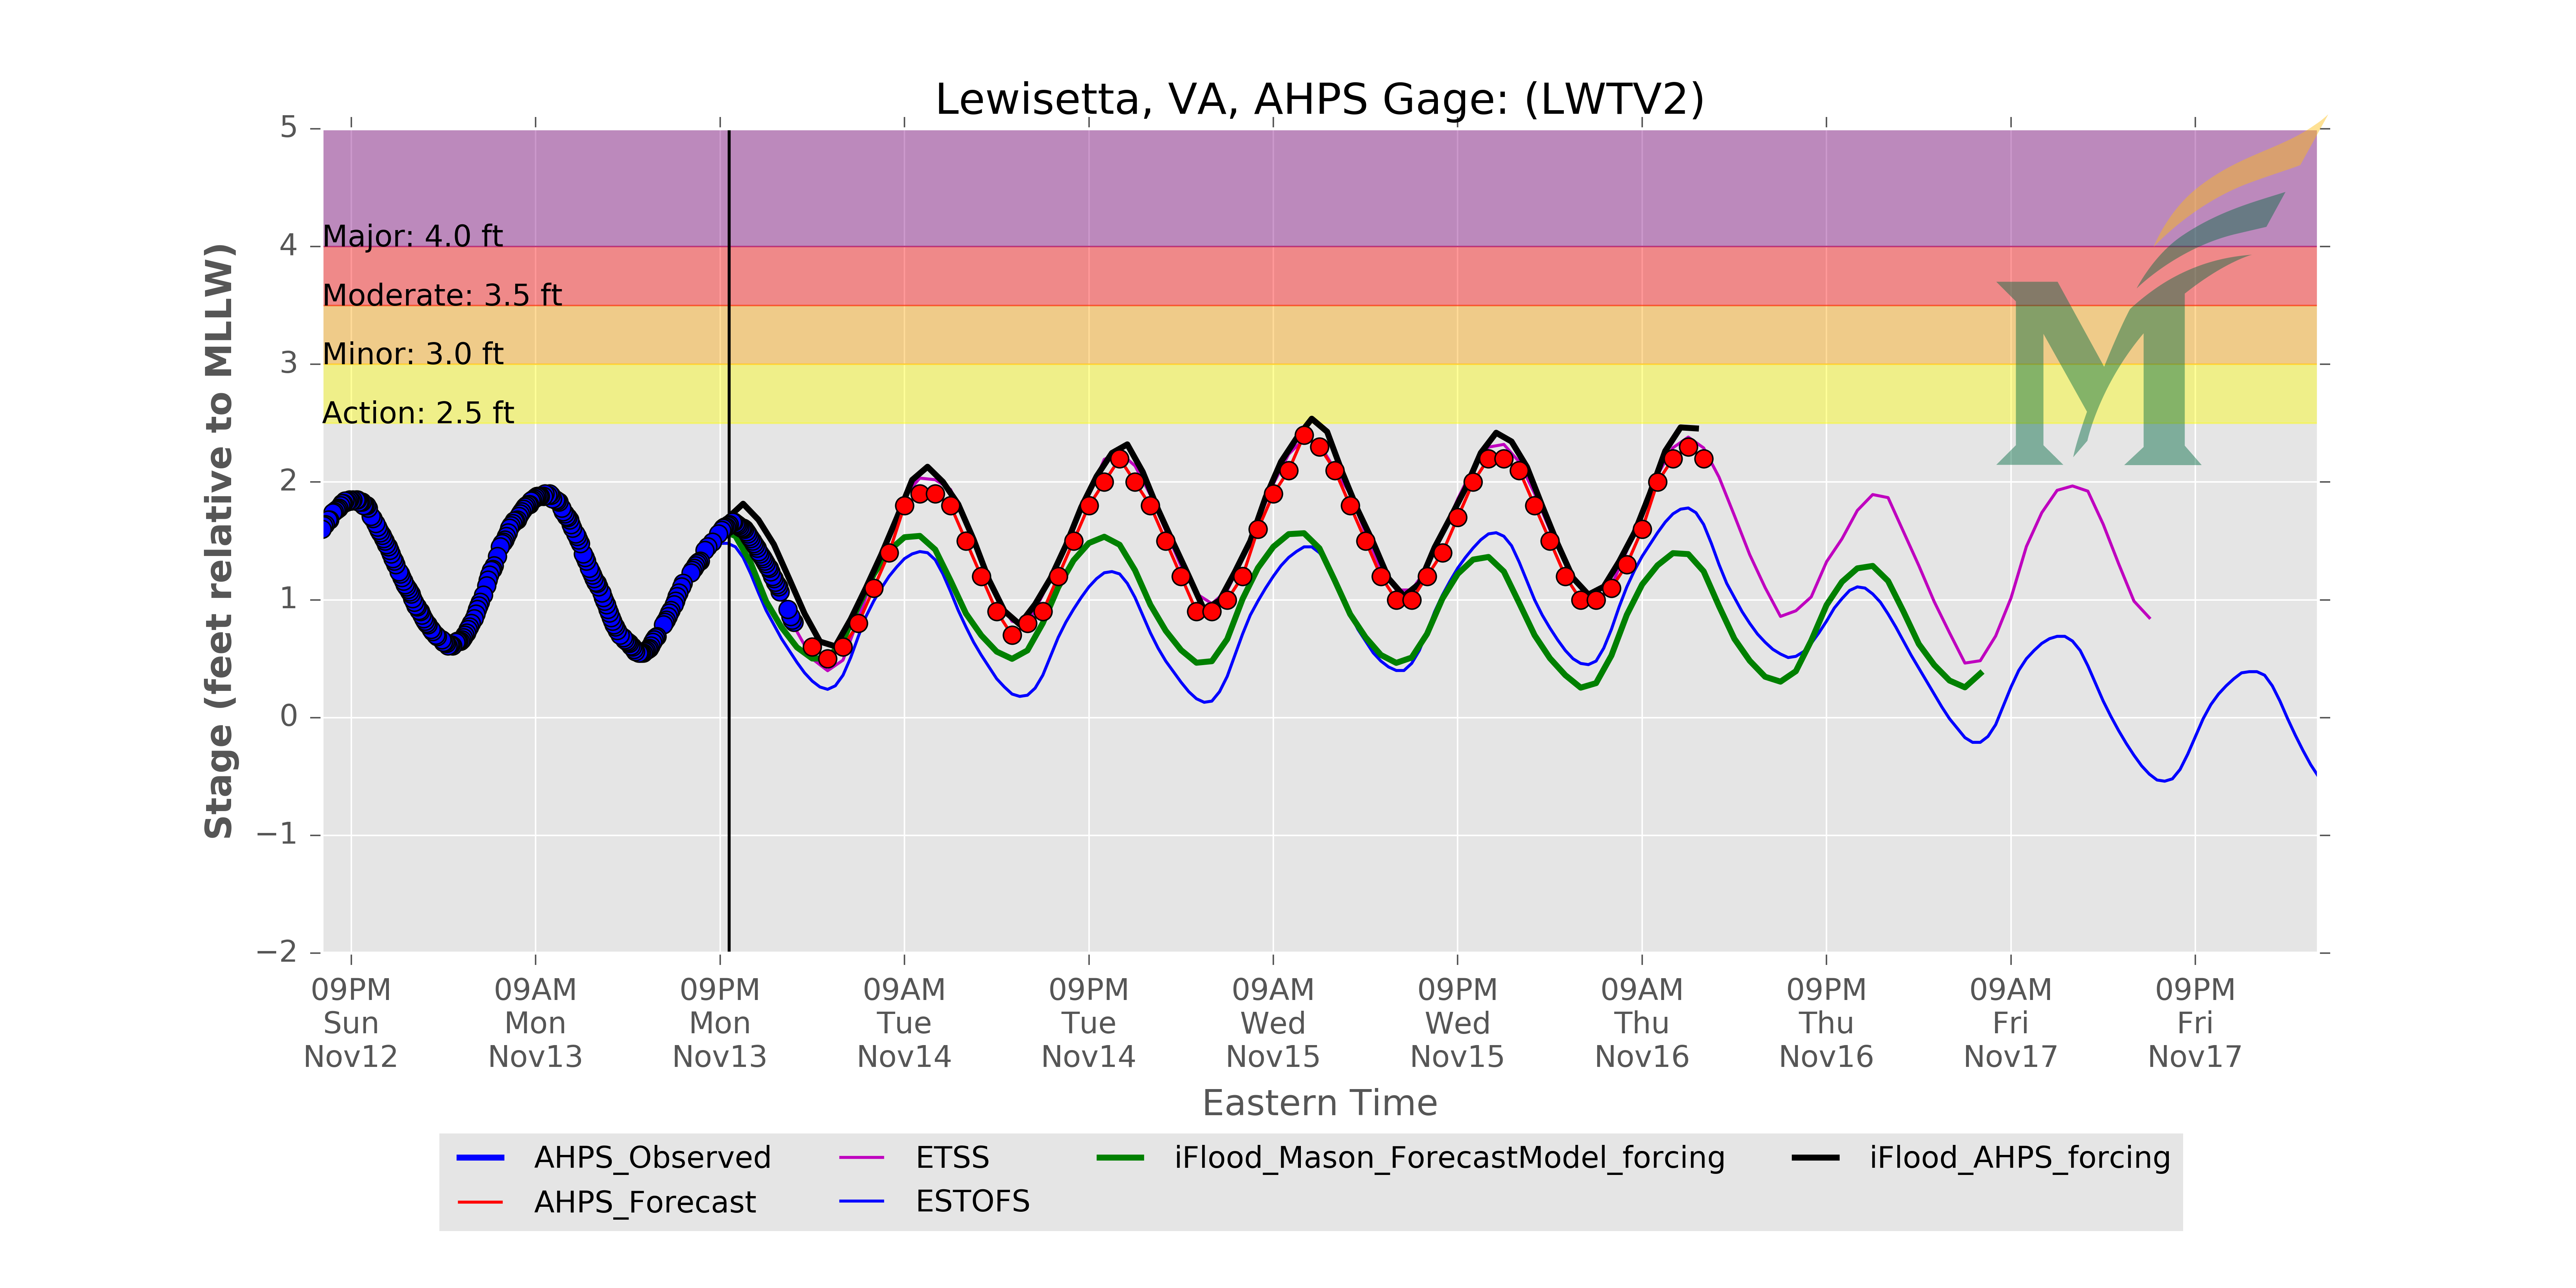 Lewisetta, VA, AHPS Gage: (LWTV2)
5
4
3
2
1
0
−1
−2
Stage (feet relative to MLLW)
Major: 4.0 ft
Moderate: 3.5 ft
Minor: 3.0 ft
Action: 2.5 ft
M
09PM Sun Nov12
09AM Mon Nov13
09PM Mon Nov13
09AM Tue Nov14
09PM Tue Nov14
09AM Wed Nov15
09PM Wed Nov15
09AM Thu Nov16
09PM Thu Nov16
09AM Fri Nov17
09PM Fri Nov17
Eastern Time
AHPS_Observed
AHPS_Forecast
ETSS
ESTOFS
iFlood_Mason_ForecastModel_forcing
iFlood_AHPS_forcing